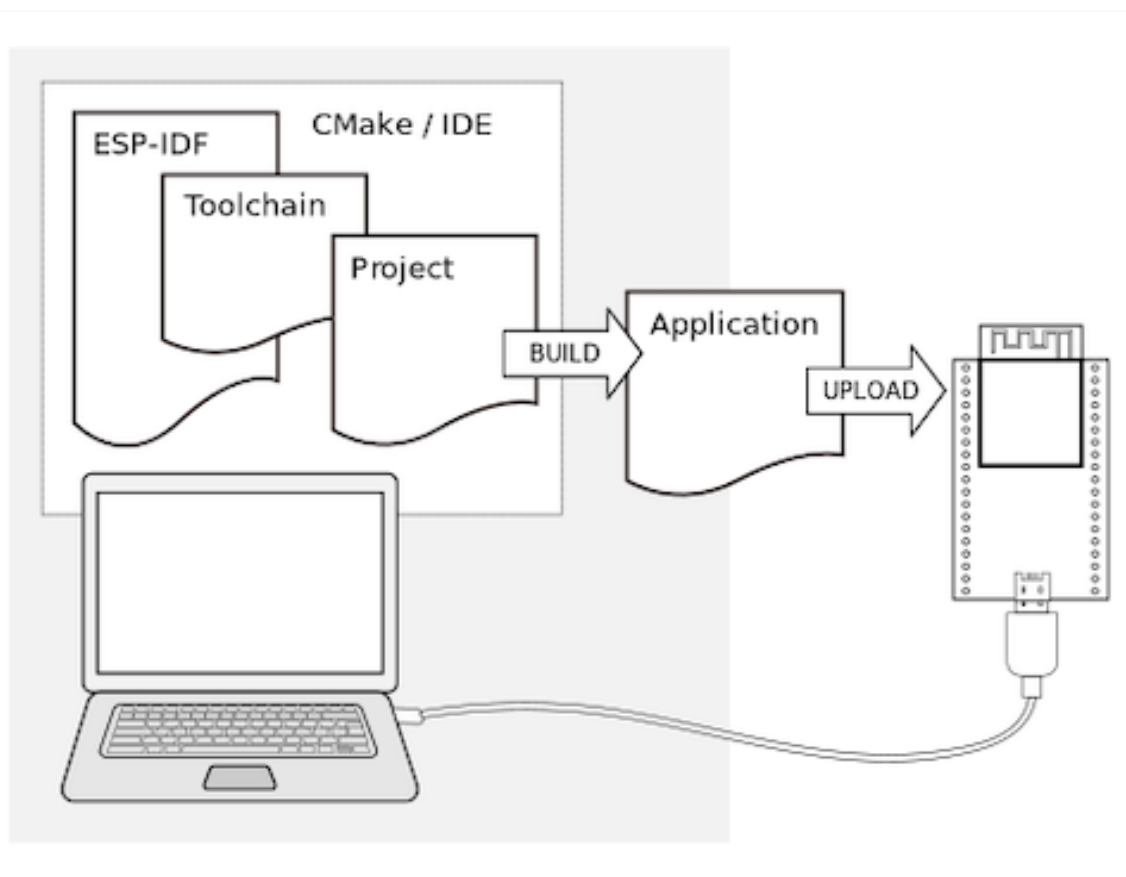 CMake / IDE
ESP-IDF
Toolchain
Project
BUILD
Application
UPLOAD